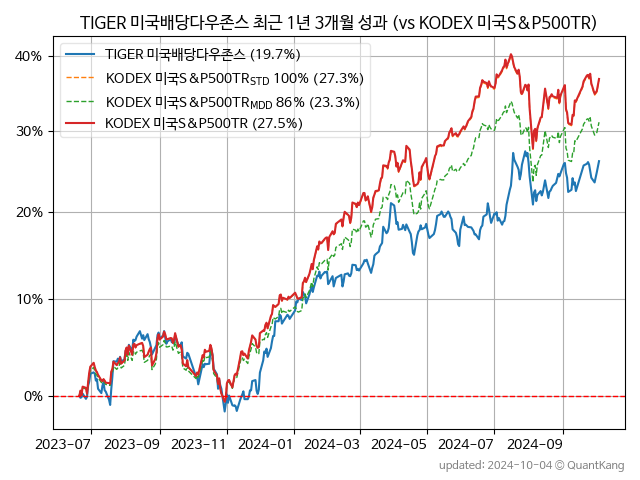 TIGER 미국배당다우존스 최근 1년 3개월 성과 (vs KODEX 미국S&P500TR)
TIGER 미국배당다우존스 (19.7%)
KODEX 미국S&P500TR_STD 100% (27.3%)
KODEX 미국S&P500TR_MDD 86% (23.3%)
KODEX 미국S&P500TR (27.5%)
40%
30%
20%
10%
0%
2023-07 2023-09 2023-11 2024-01 2024-03 2024-05 2024-07 2024-09
updated: 2024-10-04 © QuantKang